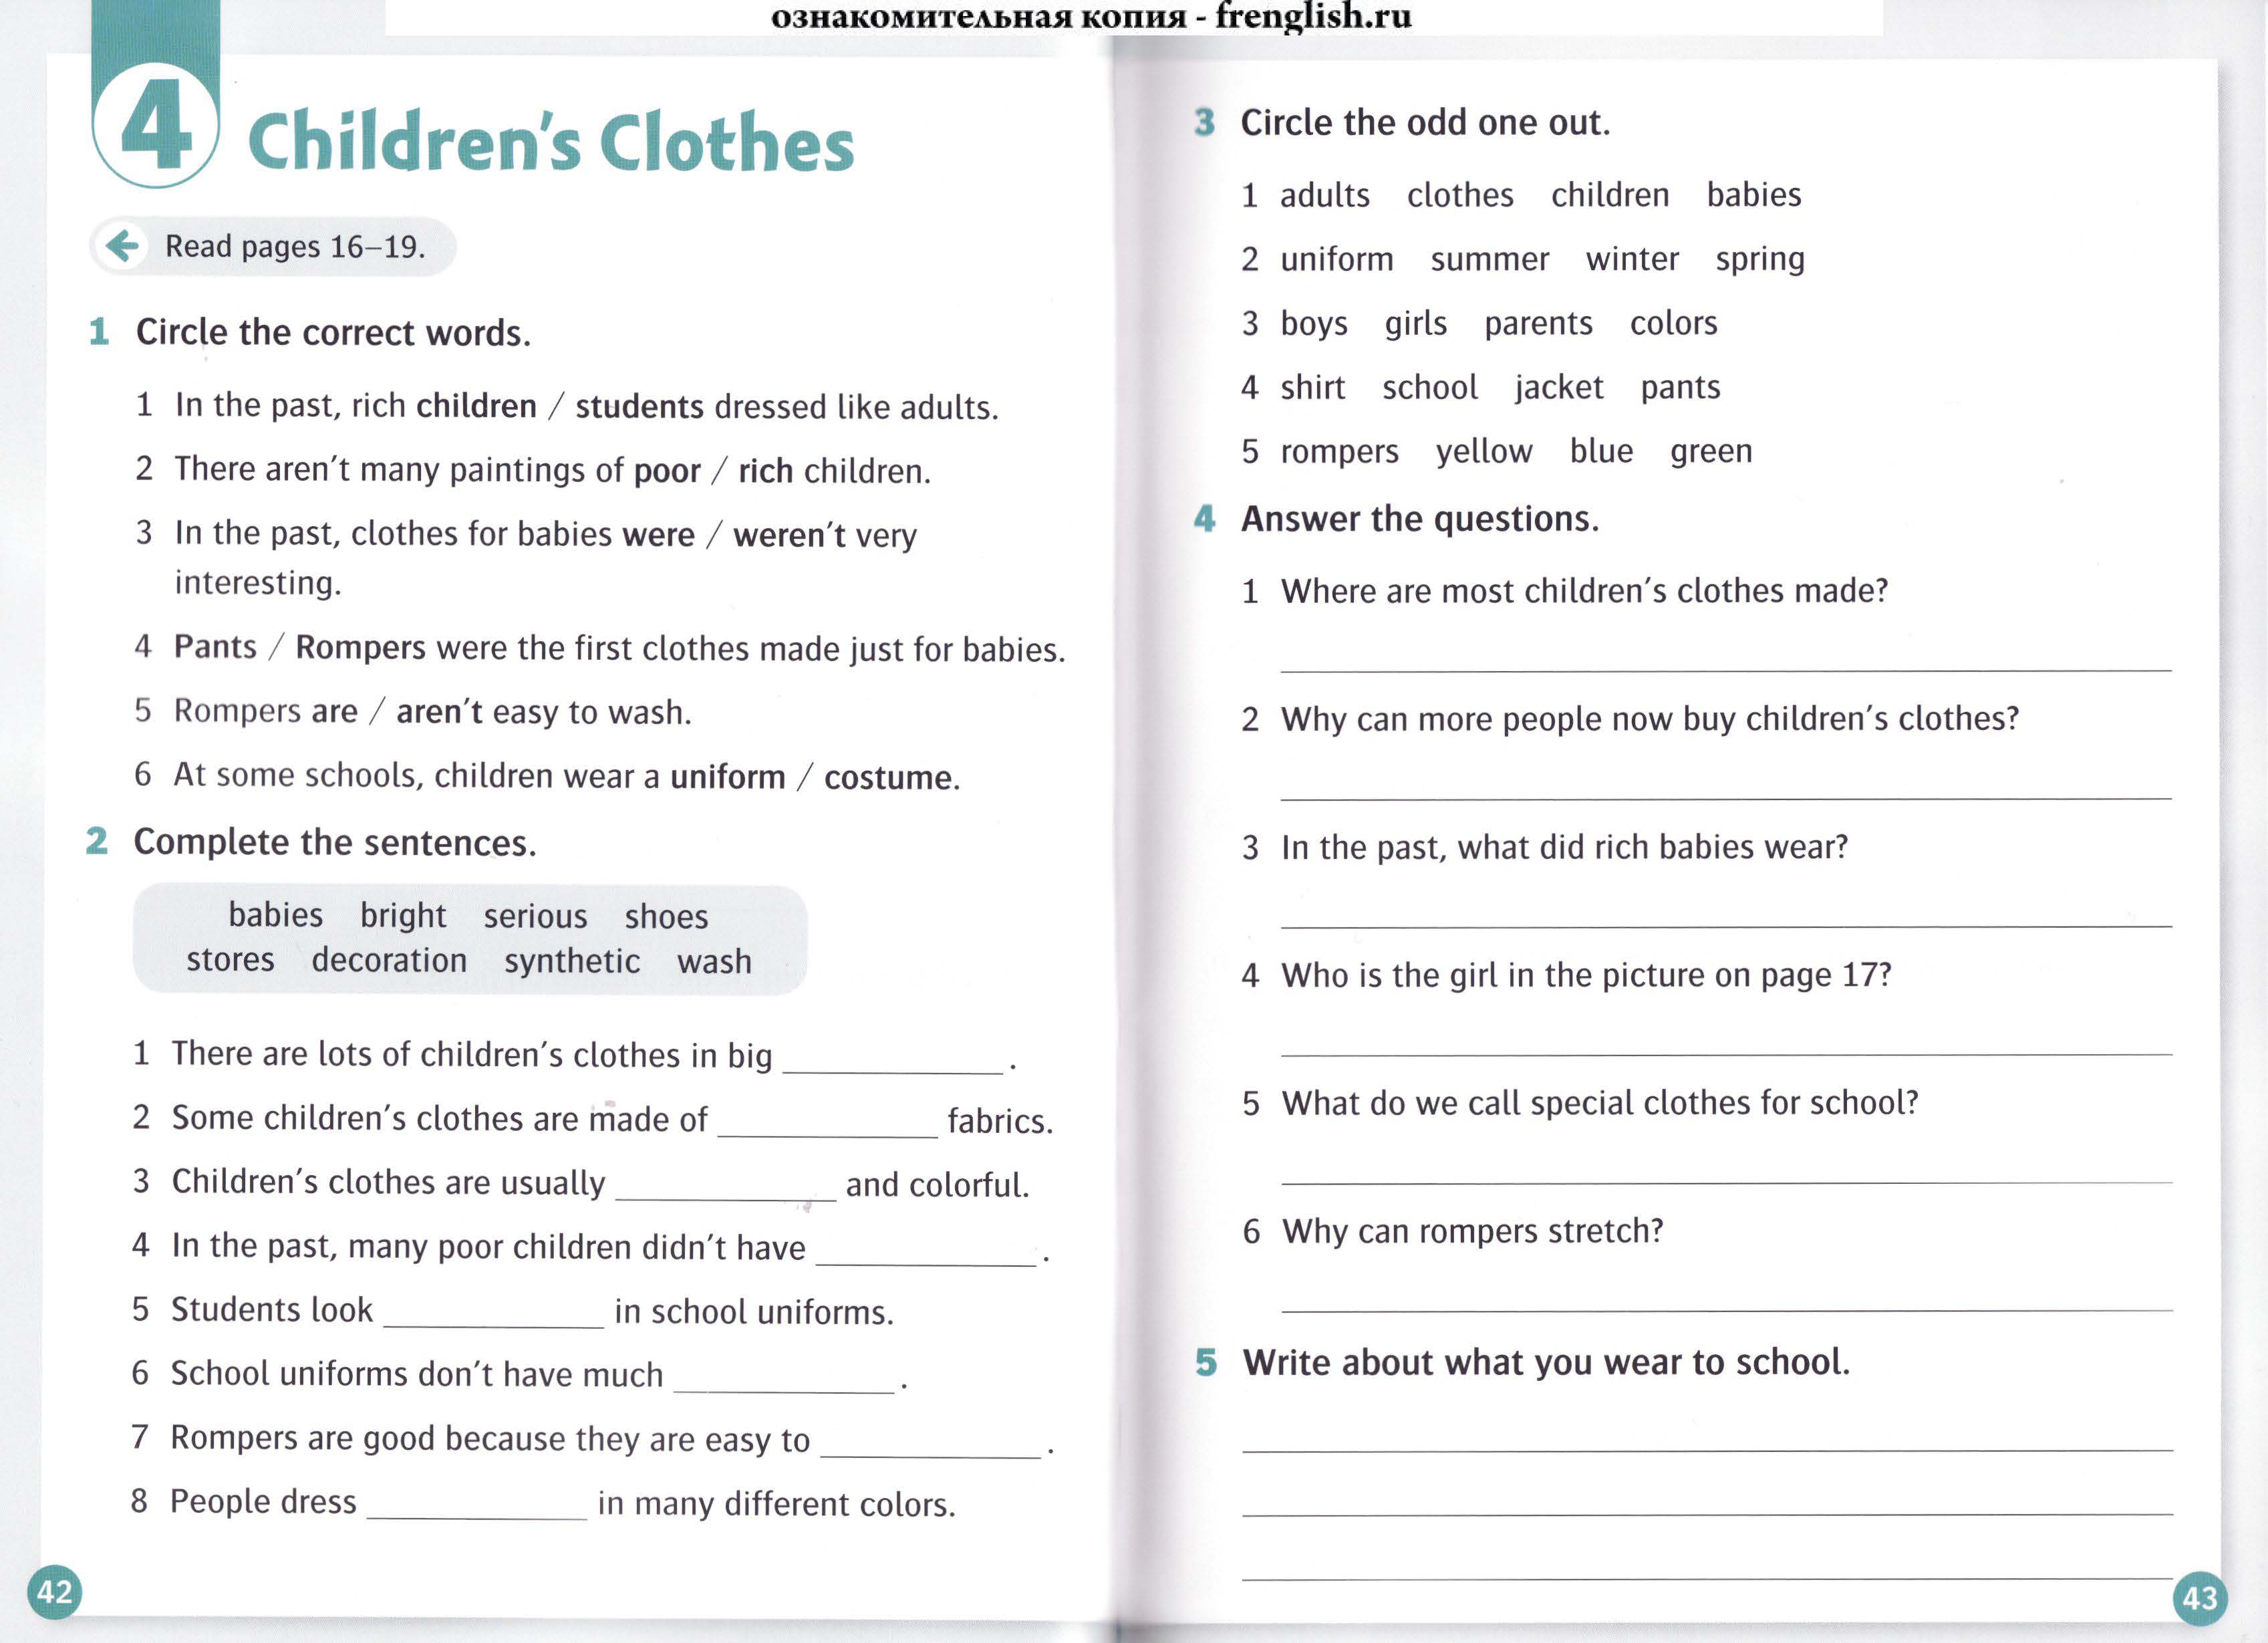 ознакомительная копия - frenglish.ru
4 Children's Clothes
Read pages 16–19.
1 Circle the correct words.
1 In the past, rich children / students dressed like adults.
2 There aren't many paintings of poor / rich children.
3 In the past, clothes for babies were / weren't very
interesting.
4 Pants / Rompers were the first clothes made just for babies.
5 Rompers are / aren't easy to wash.
6 At some schools, children wear a uniform / costume.
2 Complete the sentences.
babies bright serious shoes
stores decoration synthetic wash
1 There are lots of children's clothes in big ____________.
2 Some children's clothes are made of ____________ fabrics.
3 Children's clothes are usually ____________ and colorful.
4 In the past, many poor children didn't have ____________.
5 Students look ____________ in school uniforms.
6 School uniforms don't have much ____________.
7 Rompers are good because they are easy to ____________.
8 People dress ____________ in many different colors.
42
3 Circle the odd one out.
1 adults clothes children babies
2 uniform summer winter spring
3 boys girls parents colors
4 shirt school jacket pants
5 rompers yellow blue green
4 Answer the questions.
1 Where are most children's clothes made?
2 Why can more people now buy children's clothes?
3 In the past, what did rich babies wear?
4 Who is the girl in the picture on page 17?
5 What do we call special clothes for school?
6 Why can rompers stretch?
5 Write about what you wear to school.
43